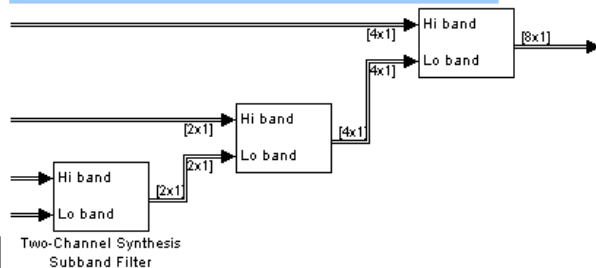 [4x1]
Hi band
Lo band
[8x1]
4x1]
[2x1]
Hi band
Lo band
[4x1]
2x1]
Hi band
Lo band
[2x1]
Two-Channel Synthesis
Subband Filter